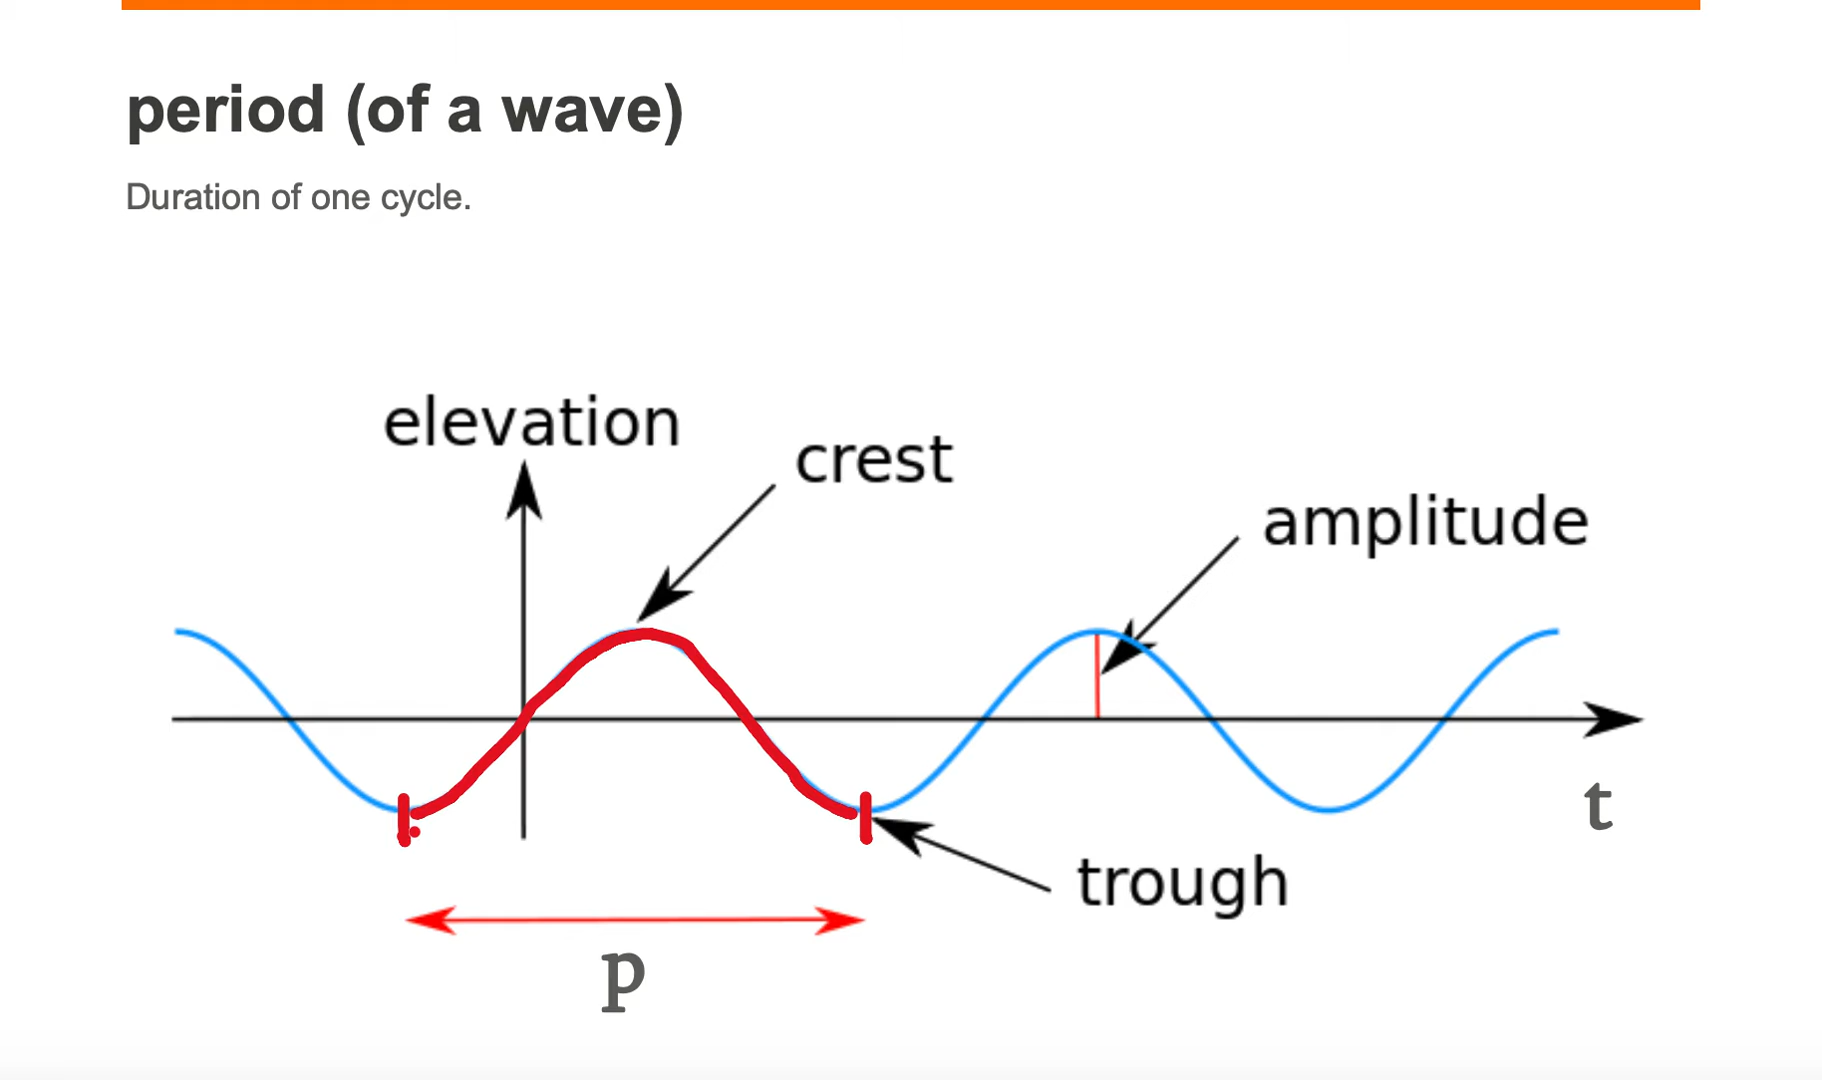 period (of a wave)
Duration of one cycle.
elevation
crest
amplitude
t
trough
p